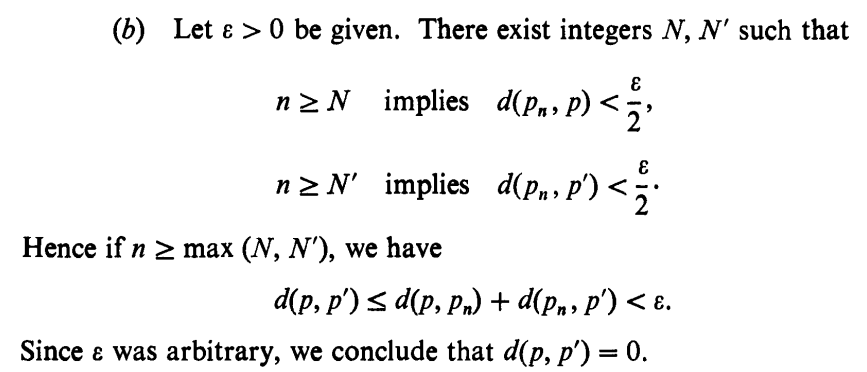 (b) Let ε > 0 be given. There exist integers N, N′ such that
n ≥ N implies d(pₙ, p) < ε/2,
n ≥ N′ implies d(pₙ, p′) < ε/2.
Hence if n ≥ max (N, N′), we have
d(p, p′) ≤ d(p, pₙ) + d(pₙ, p′) < ε.
Since ε was arbitrary, we conclude that d(p, p′) = 0.